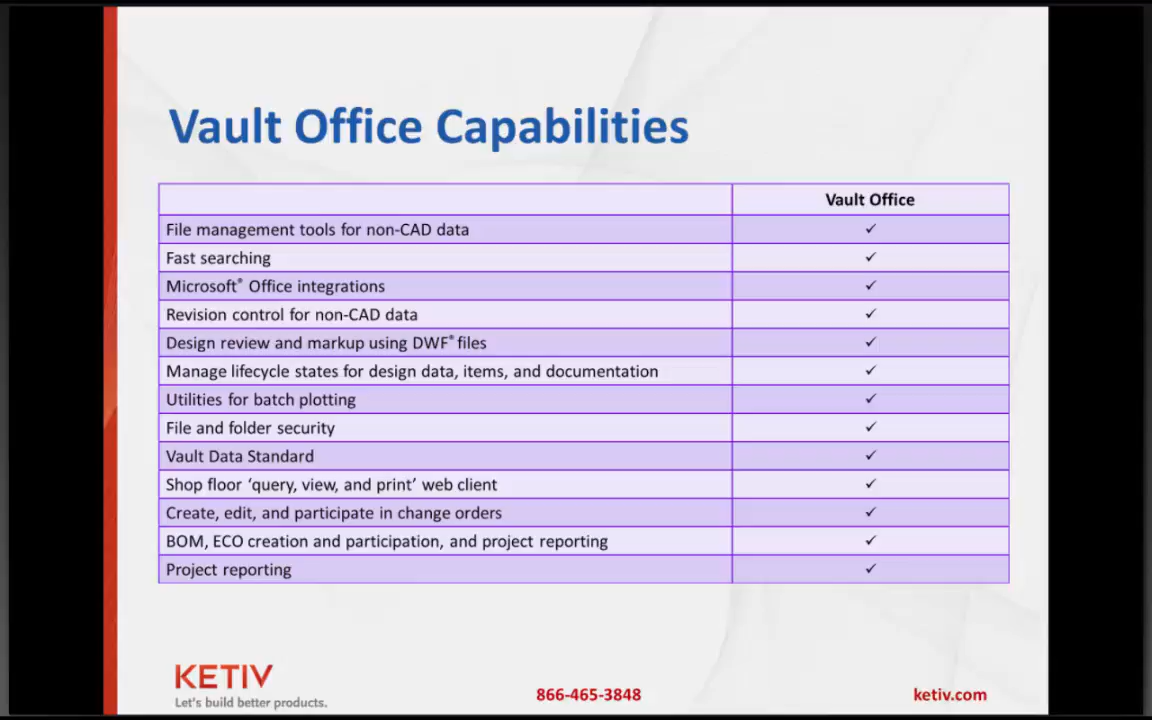 Vault Office Capabilities
Vault Office
File management tools for non-CAD data ✓
Fast searching ✓
Microsoft® Office integrations ✓
Revision control for non-CAD data ✓
Design review and markup using DWF® files ✓
Manage lifecycle states for design data, items, and documentation ✓
Utilities for batch plotting ✓
File and folder security ✓
Vault Data Standard ✓
Shop floor ‘query, view, and print’ web client ✓
Create, edit, and participate in change orders ✓
BOM, ECO creation and participation, and project reporting ✓
Project reporting ✓
KETIV
Let's build better products.
866-465-3848
ketiv.com